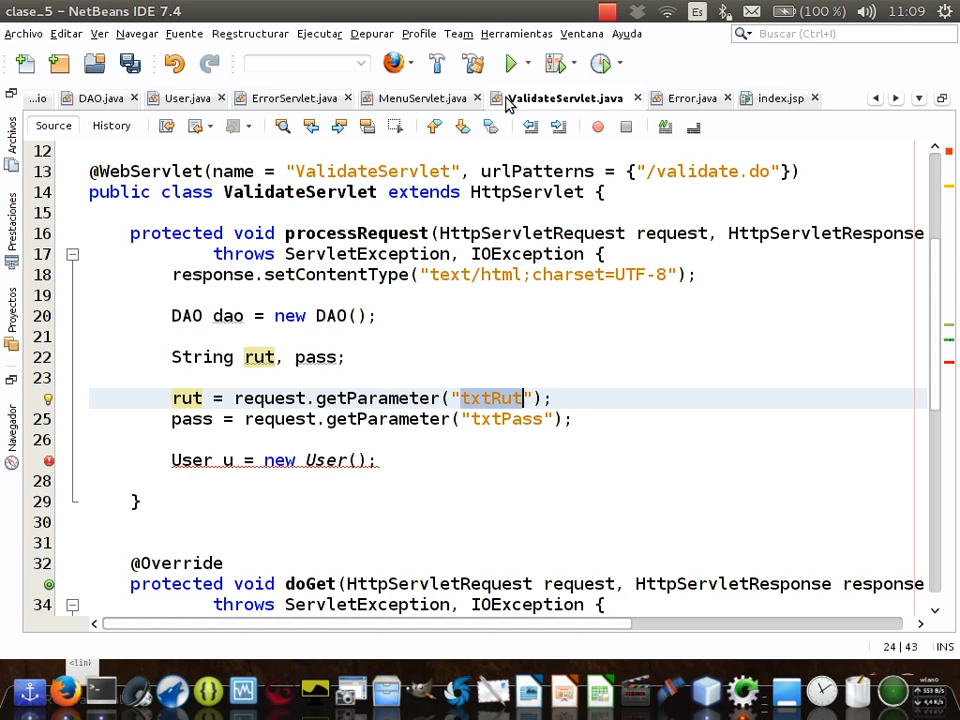 clase_5 - NetBeans IDE 7.4
Es
(100 %)
11:09
Archivo Editar Ver Navegar Fuente Reestructurar Ejecutar Depurar Profile Team Herramientas Ventana Ayuda
Buscar (Ctrl+I)
...io DAO.java User.java ErrorServlet.java MenuServlet.java ValidateServlet.java Error.java index.jsp
Source History
Archivos
Prestaciones
Proyectos
Navegador
12
13 @WebServlet(name = "ValidateServlet", urlPatterns = {"/validate.do"})
14 public class ValidateServlet extends HttpServlet {
15
16 protected void processRequest(HttpServletRequest request, HttpServletResponse
17 throws ServletException, IOException {
18 response.setContentType("text/html;charset=UTF-8");
19
20 DAO dao = new DAO();
21
22 String rut, pass;
23
rut = request.getParameter("txtRut");
25 pass = request.getParameter("txtPass");
26
User u = new User();
28
29 }
30
31
32 @Override
protected void doGet(HttpServletRequest request, HttpServletResponse response
34 throws ServletException, IOException {
24 | 43 INS
<lin}
wlan0